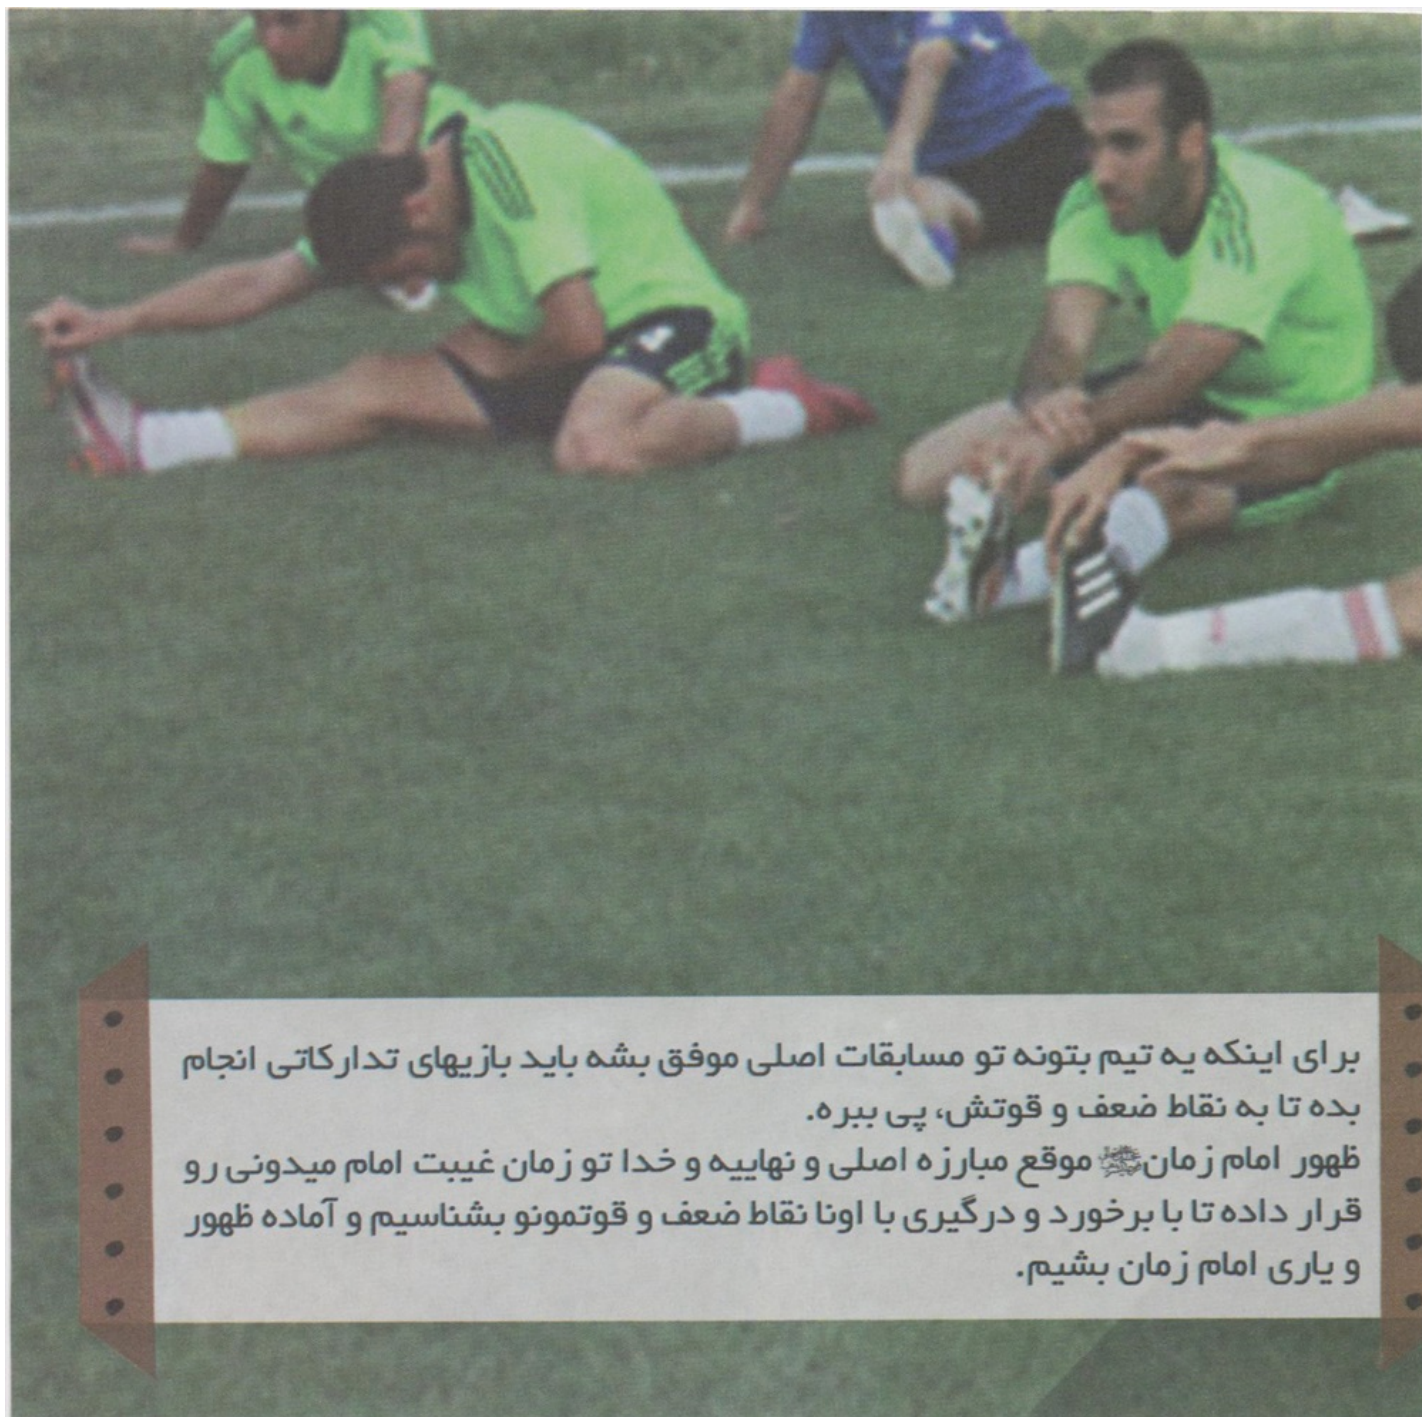 برای اینکه یه تیم بتونه تو مسابقات اصلی موفق بشه باید بازیهای تدارکاتی انجام
بده تا به نقاط ضعف و قوتش، پی ببره.
ظهور امام زمان موقع مبارزه اصلی و نهاییه و خدا تو زمان غیبت امام میدونی رو
قرار داده تا با برخورد و درگیری با اونا نقاط ضعف و قوتمونو بشناسیم و آماده ظهور
و یاری امام زمان بشیم.